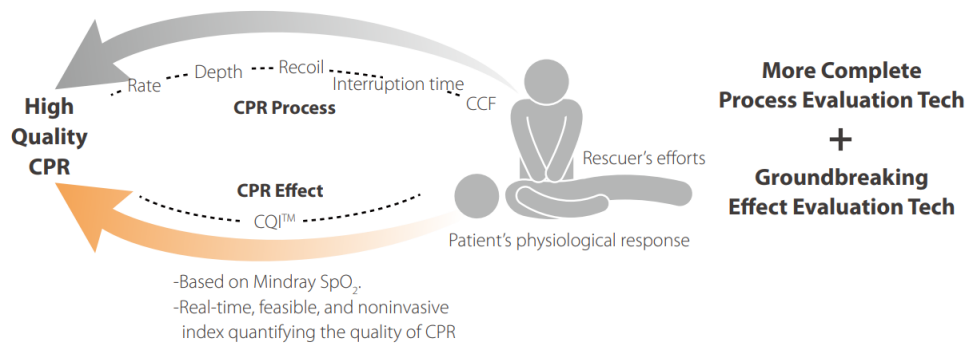 Rate
Depth
Recoil
Interruption time
CCF
CPR Process
High
Quality
CPR
CPR Effect
CQI™
Rescuer's efforts
Patient's physiological response
-Based on Mindray SpO₂.
-Real-time, feasible, and noninvasive
index quantifying the quality of CPR
More Complete
Process Evaluation Tech
+
Groundbreaking
Effect Evaluation Tech